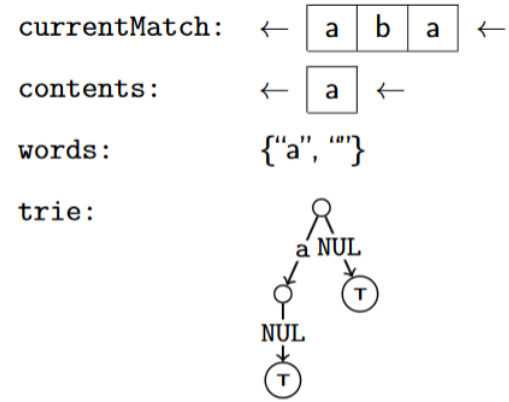 currentMatch: ← a b a ←
contents: ← a ←
words: {“a”, “”}
trie:
a NUL
T
NUL
T